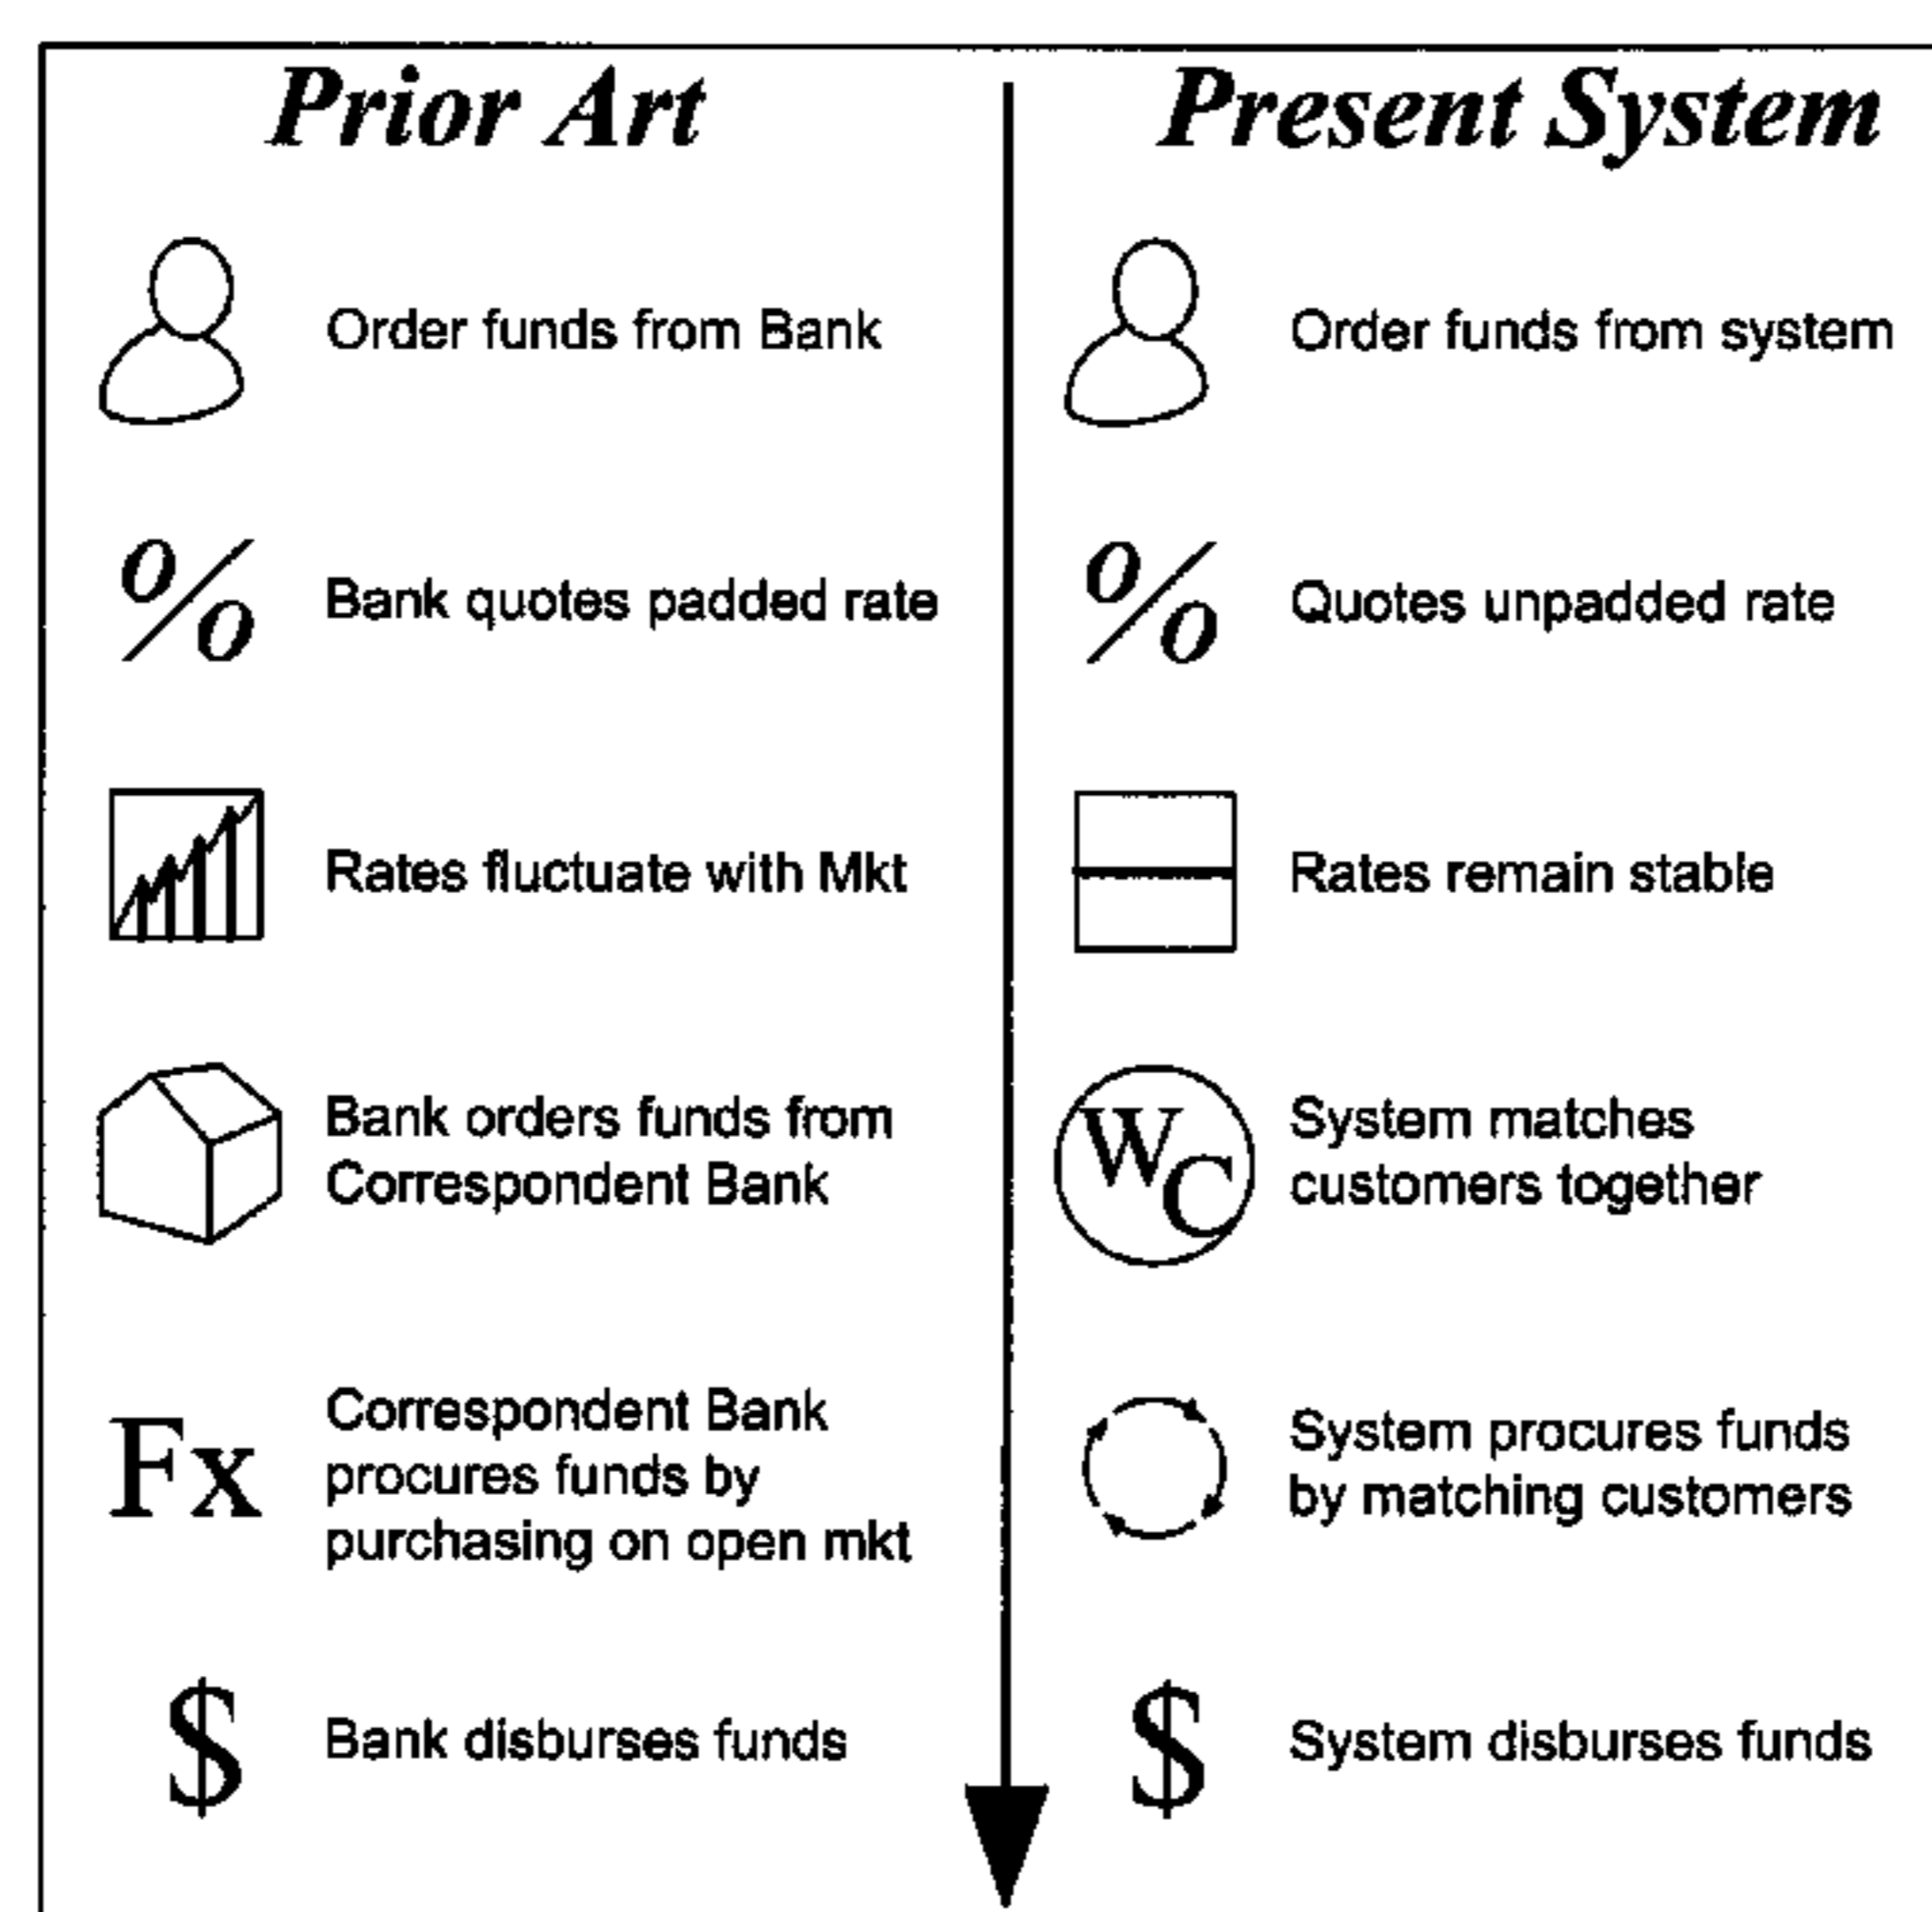 Prior Art
Order funds from Bank
%
Bank quotes padded rate
Rates fluctuate with Mkt
Bank orders funds from
Correspondent Bank
Fx
Correspondent Bank
procures funds by
purchasing on open mkt
$
Bank disburses funds
Present System
Order funds from system
%
Quotes unpadded rate
Rates remain stable
WC
System matches
customers together
System procures funds
by matching customers
$
System disburses funds